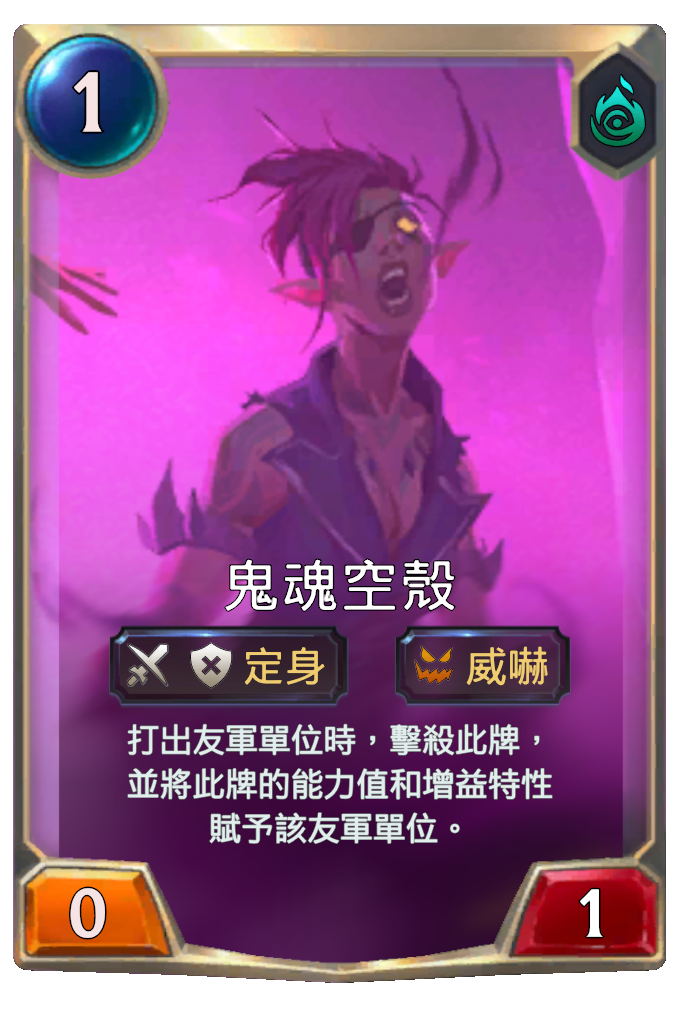 1
鬼魂空殼
定身 威嚇
打出友軍單位時，擊殺此牌，
並將此牌的能力值和增益特性
賦予該友軍單位。
0 1